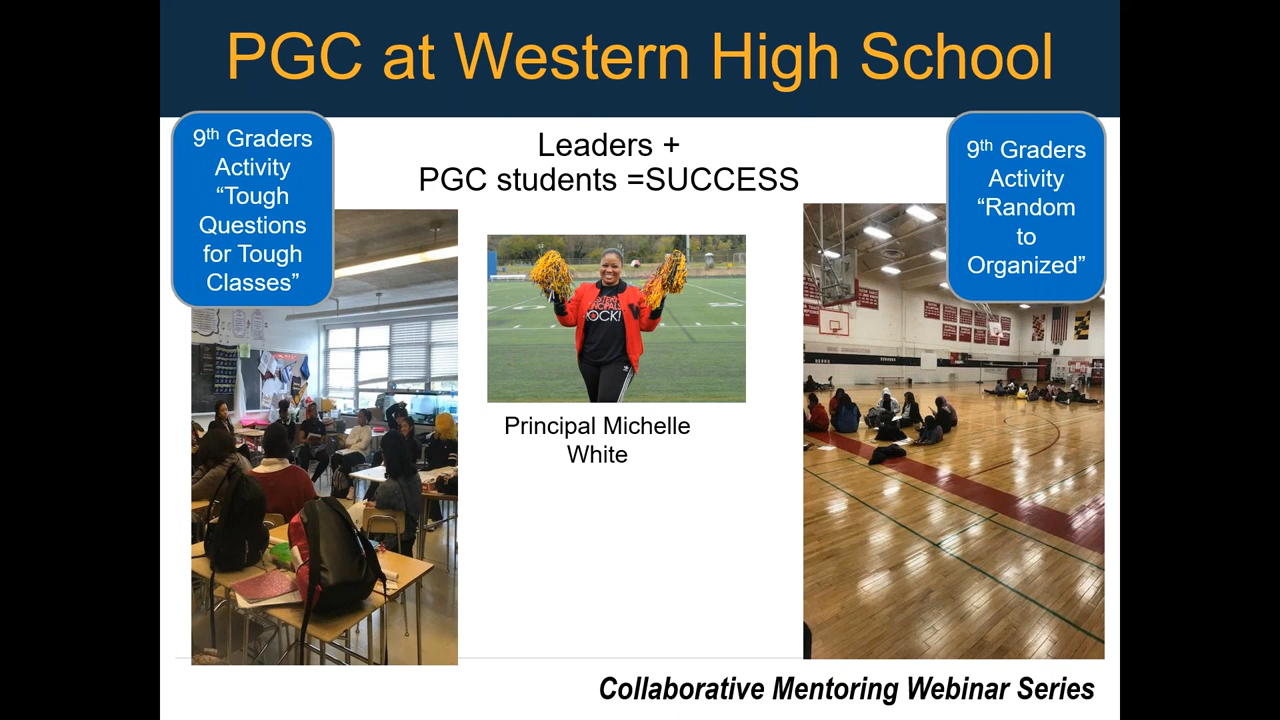 PGC at Western High School
9th Graders
Activity
“Tough
Questions
for Tough
Classes”
Leaders +
PGC students =SUCCESS
9th Graders
Activity
“Random
to
Organized”
OCK!
Principal Michelle
White
Collaborative Mentoring Webinar Series